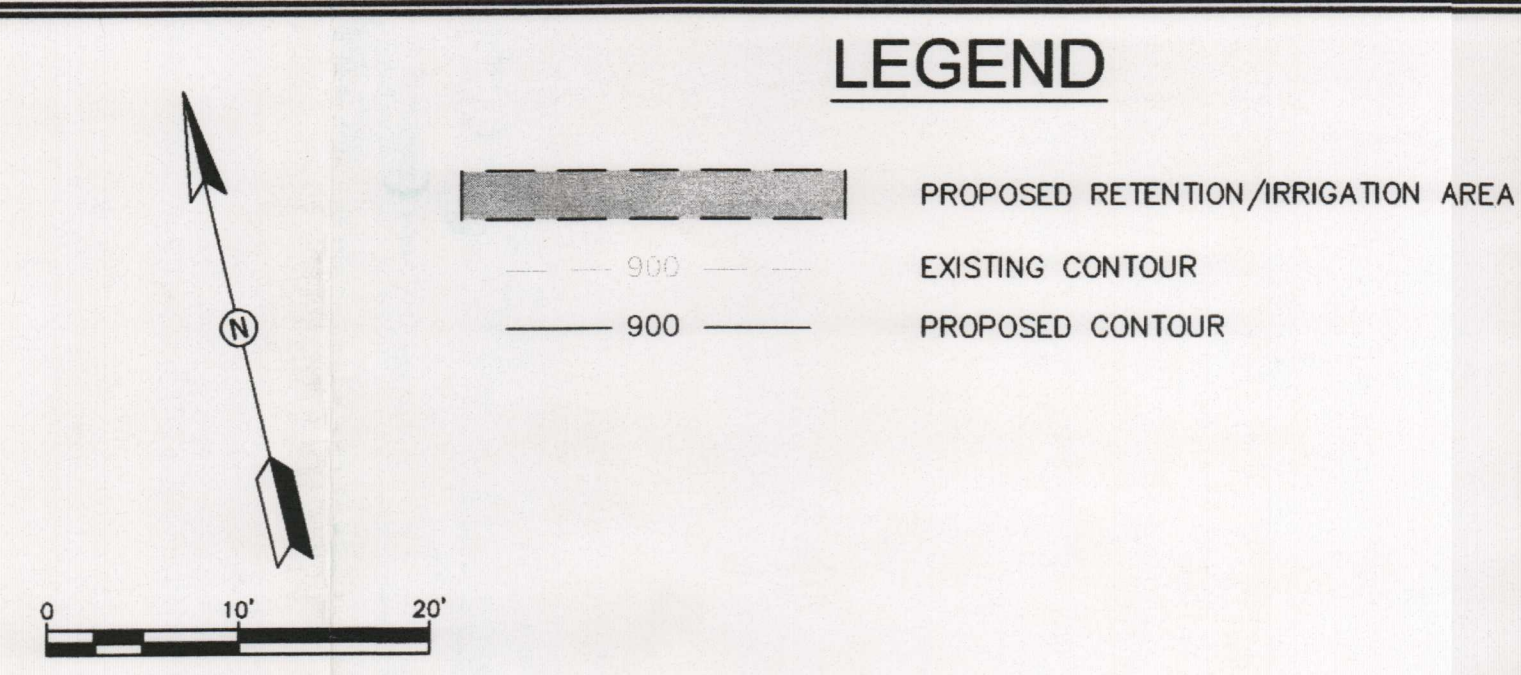 LEGEND
PROPOSED RETENTION/IRRIGATION AREA
900 EXISTING CONTOUR
900 PROPOSED CONTOUR
N
0 10' 20'